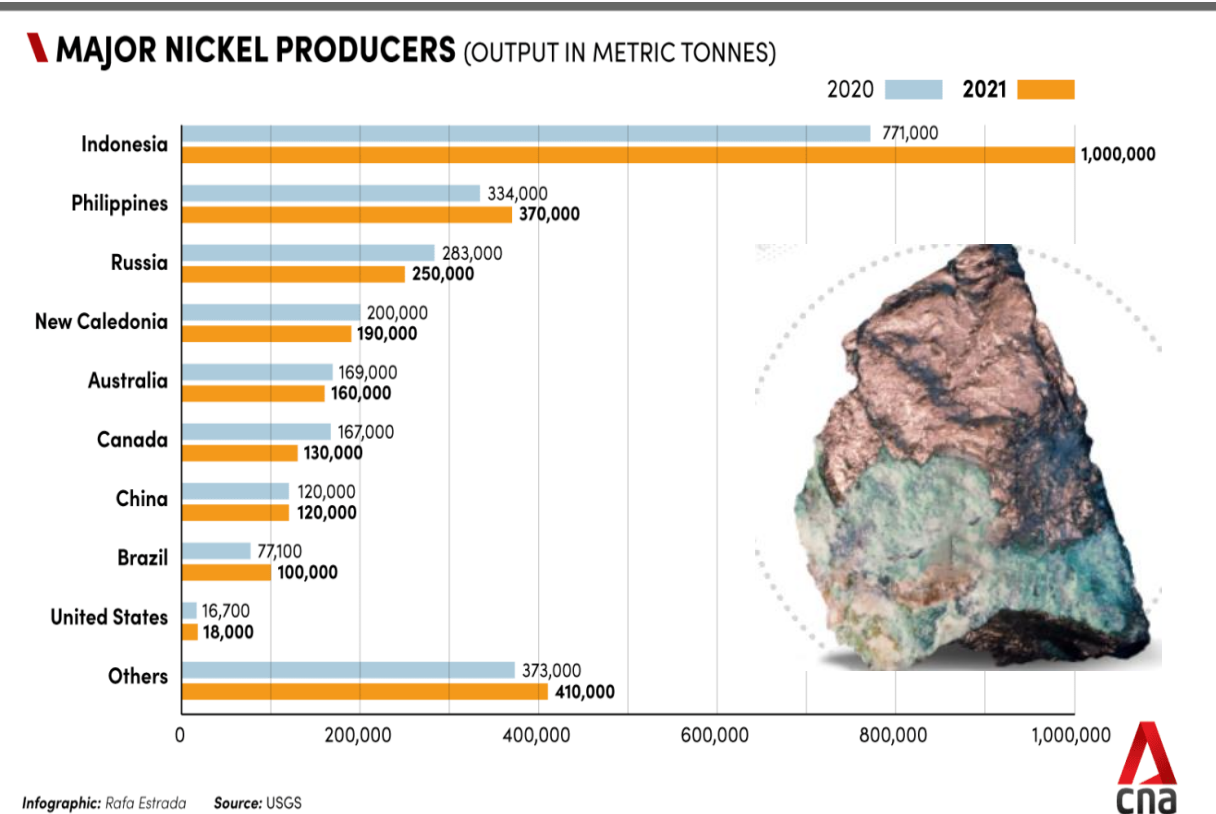 MAJOR NICKEL PRODUCERS (OUTPUT IN METRIC TONNES)
2020 2021
Indonesia 771,000
1,000,000
Philippines 334,000
370,000
Russia 283,000
250,000
New Caledonia 200,000
190,000
Australia 169,000
160,000
Canada 167,000
130,000
China 120,000
120,000
Brazil 77,100
100,000
United States 16,700
18,000
Others 373,000
410,000
0 200,000 400,000 600,000 800,000 1,000,000
Infographic: Rafa Estrada Source: USGS
cna